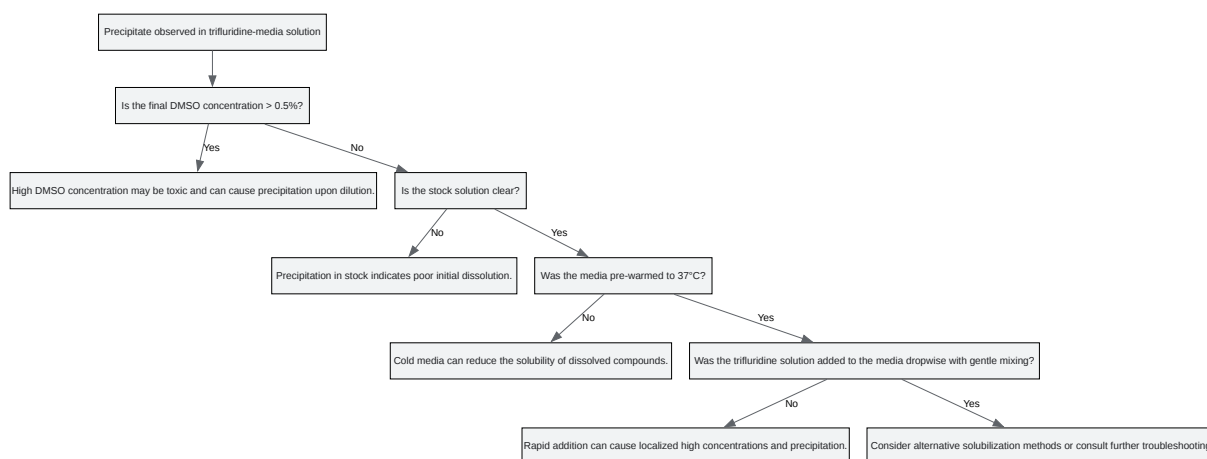 Precipitate observed in trifluridine-media solution
Is the final DMSO concentration > 0.5%?
Yes
No
High DMSO concentration may be toxic and can cause precipitation upon dilution.
Is the stock solution clear?
No
Yes
Precipitation in stock indicates poor initial dissolution.
Was the media pre-warmed to 37°C?
No
Yes
Cold media can reduce the solubility of dissolved compounds.
Was the trifluridine solution added to the media dropwise with gentle mixing?
No
Yes
Rapid addition can cause localized high concentrations and precipitation.
Consider alternative solubilization methods or consult further troubleshooting